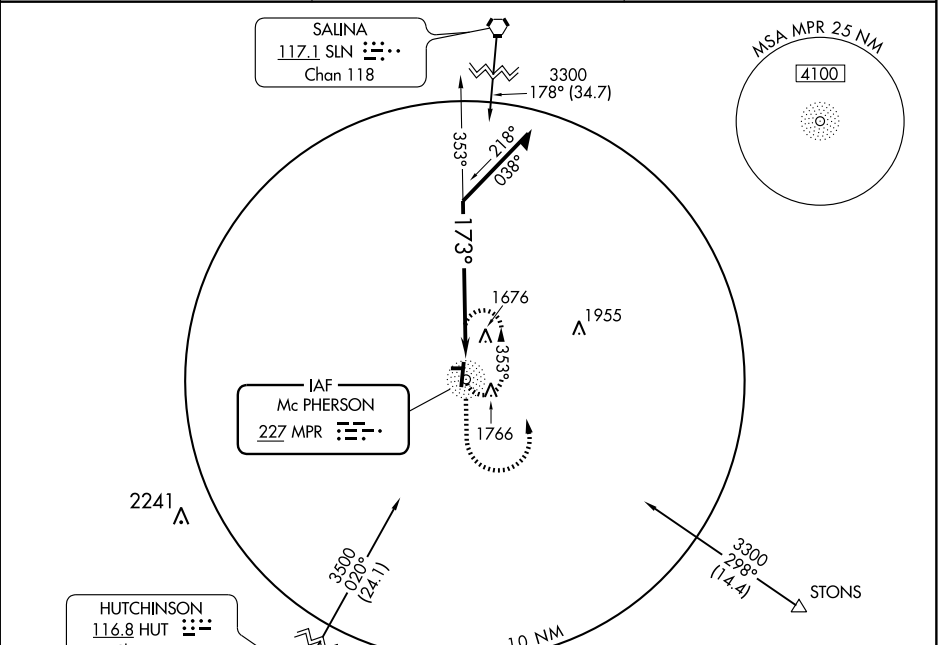 SALINA
117.1 SLN
Chan 118
3300
178° (34.7)
MSA MPR 25 NM
4100
353°
218°
038°
173°
1676
1955
353°
IAF
Mc PHERSON
227 MPR
1766
2241
3500
020°
(24.1)
3300
298°
(14.4)
STONS
HUTCHINSON
116.8 HUT
10 NM